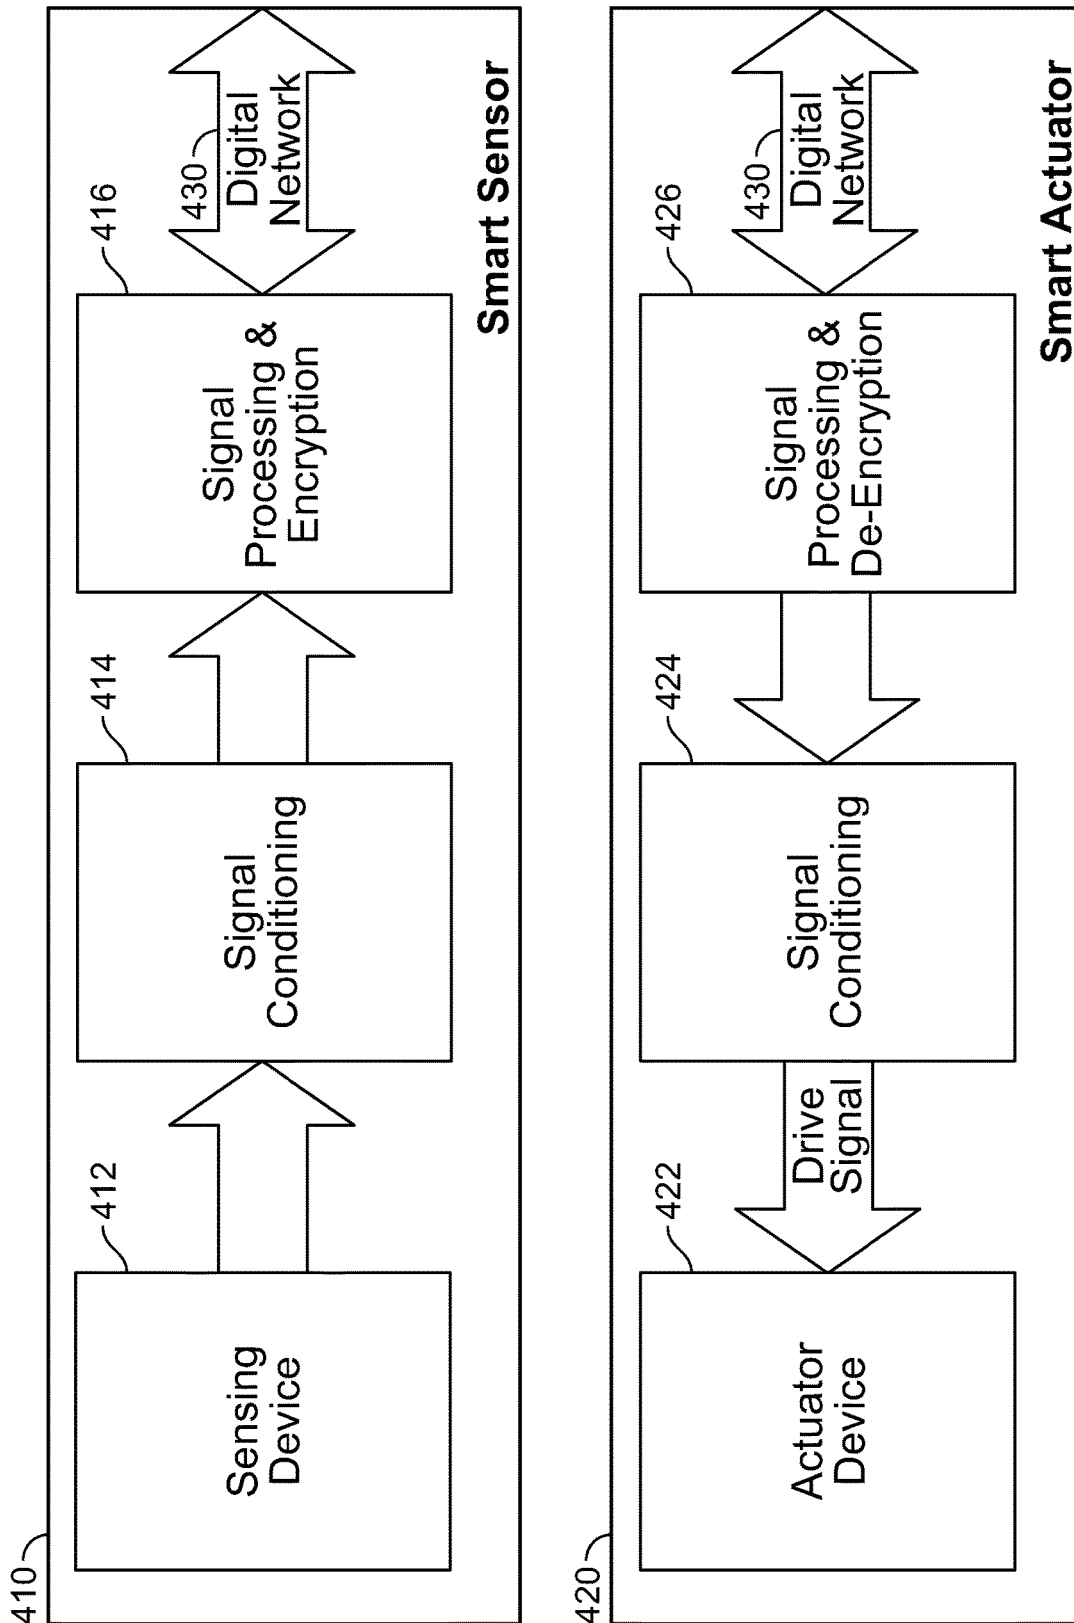 410
412
Sensing
Device
414
Signal
Conditioning
416
Signal
Processing &
Encryption
430
Digital
Network
Smart Sensor
420
422
Actuator
Device
Drive
Signal
424
Signal
Conditioning
426
Signal
Processing &
De-Encryption
430
Digital
Network
Smart Actuator